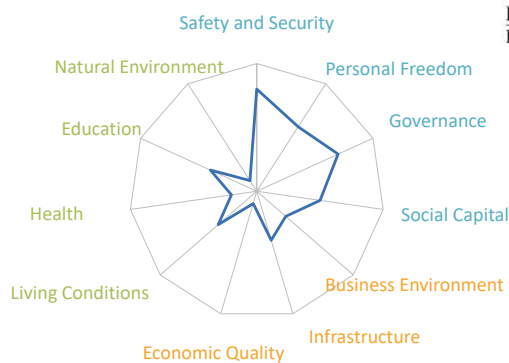 Safety and Security
Personal Freedom
Governance
Social Capital
Business Environment
Infrastructure
Economic Quality
Living Conditions
Health
Education
Natural Environment